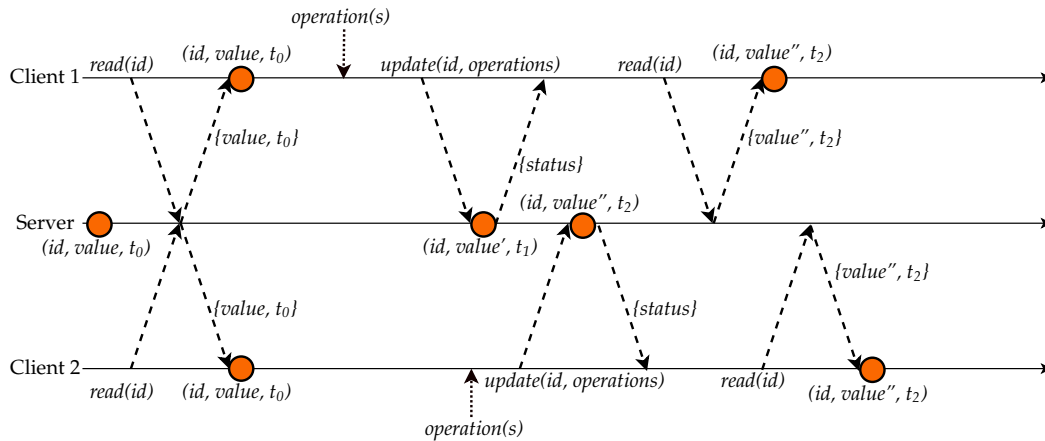 operation(s)
read(id)
(id, value, t0)
update(id, operations)
read(id)
(id, value″, t2)
Client 1
{value, t0}
{status}
{value″, t2}
(id, value″, t2)
Server
(id, value, t0)
(id, value′, t1)
{value″, t2}
{value, t0}
{status}
Client 2
read(id)
(id, value, t0)
update(id, operations)
read(id)
(id, value″, t2)
operation(s)